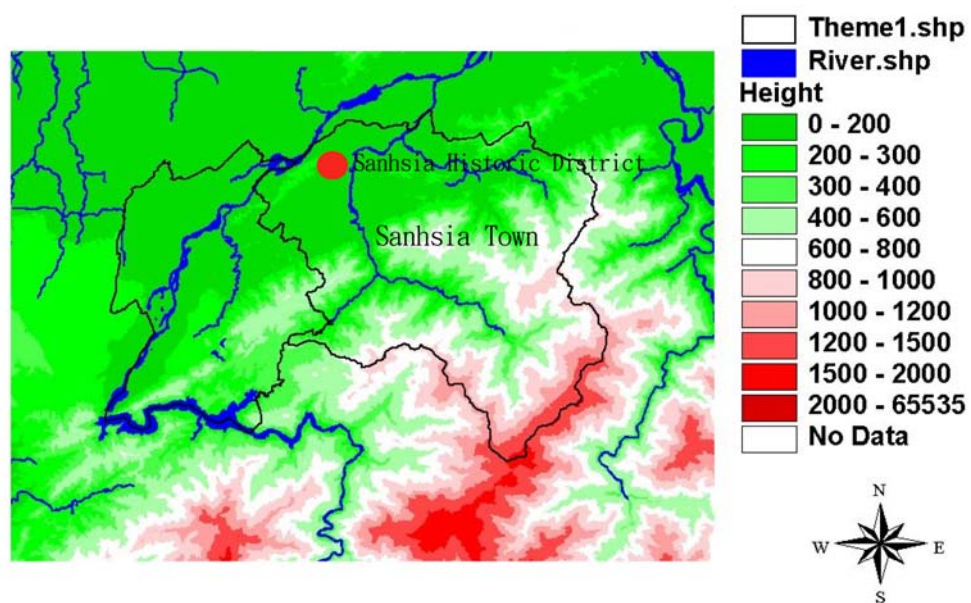 Sanhsia Historic District
Sanhsia Town
Theme1.shp
River.shp
Height
0 - 200
200 - 300
300 - 400
400 - 600
600 - 800
800 - 1000
1000 - 1200
1200 - 1500
1500 - 2000
2000 - 65535
No Data
N
W E
S